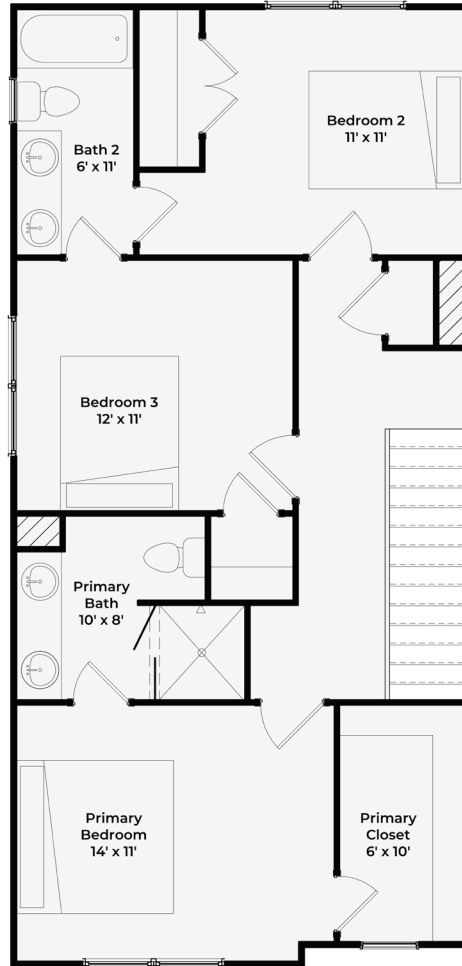 Bath 2
6' x 11'
Bedroom 2
11' x 11'
Bedroom 3
12' x 11'
Primary
Bath
10' x 8'
Primary
Bedroom
14' x 11'
Primary
Closet
6' x 10'